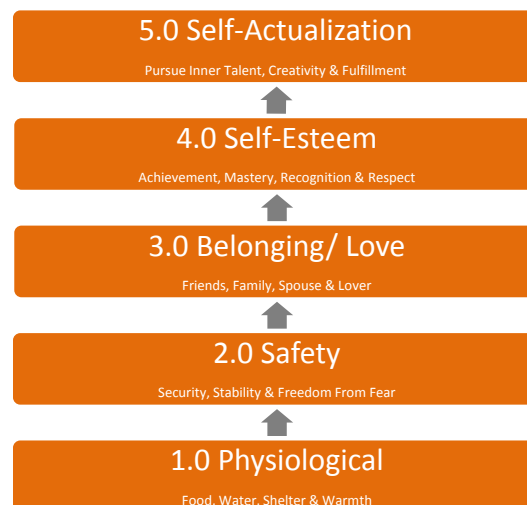 5.0 Self-Actualization
Pursue Inner Talent, Creativity & Fulfillment
4.0 Self-Esteem
Achievement, Mastery, Recognition & Respect
3.0 Belonging/ Love
Friends, Family, Spouse & Lover
2.0 Safety
Security, Stability & Freedom From Fear
1.0 Physiological
Food, Water, Shelter & Warmth